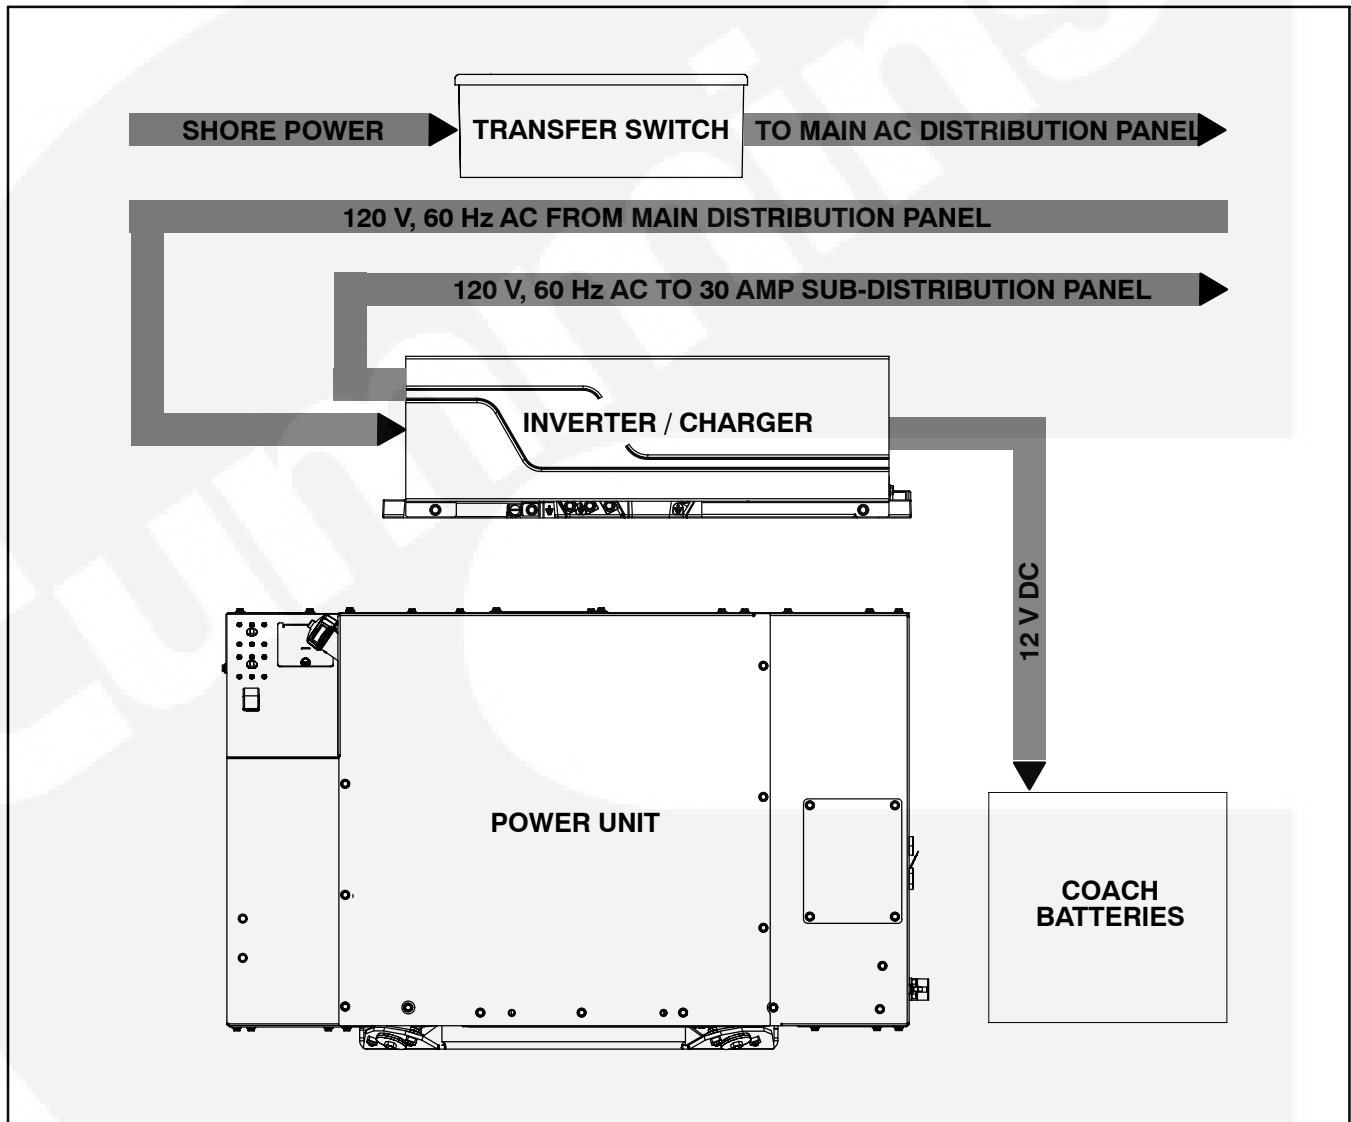 SHORE POWER
TRANSFER SWITCH
TO MAIN AC DISTRIBUTION PANEL
120 V, 60 Hz AC FROM MAIN DISTRIBUTION PANEL
120 V, 60 Hz AC TO 30 AMP SUB-DISTRIBUTION PANEL
INVERTER / CHARGER
12 V DC
POWER UNIT
COACH
BATTERIES
Cummins